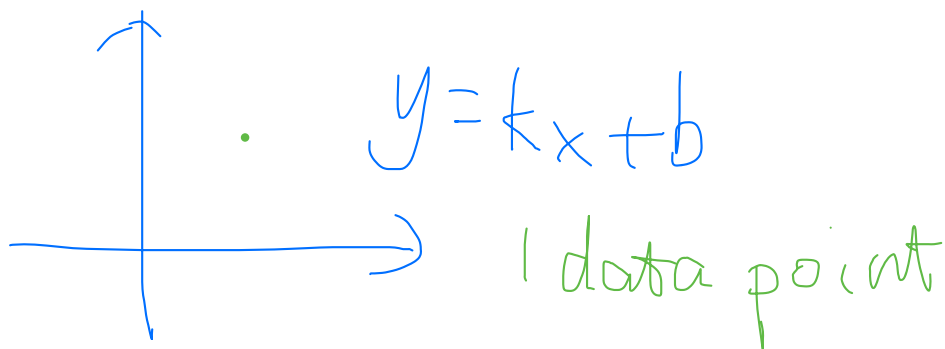 y = kx + b
1 data point